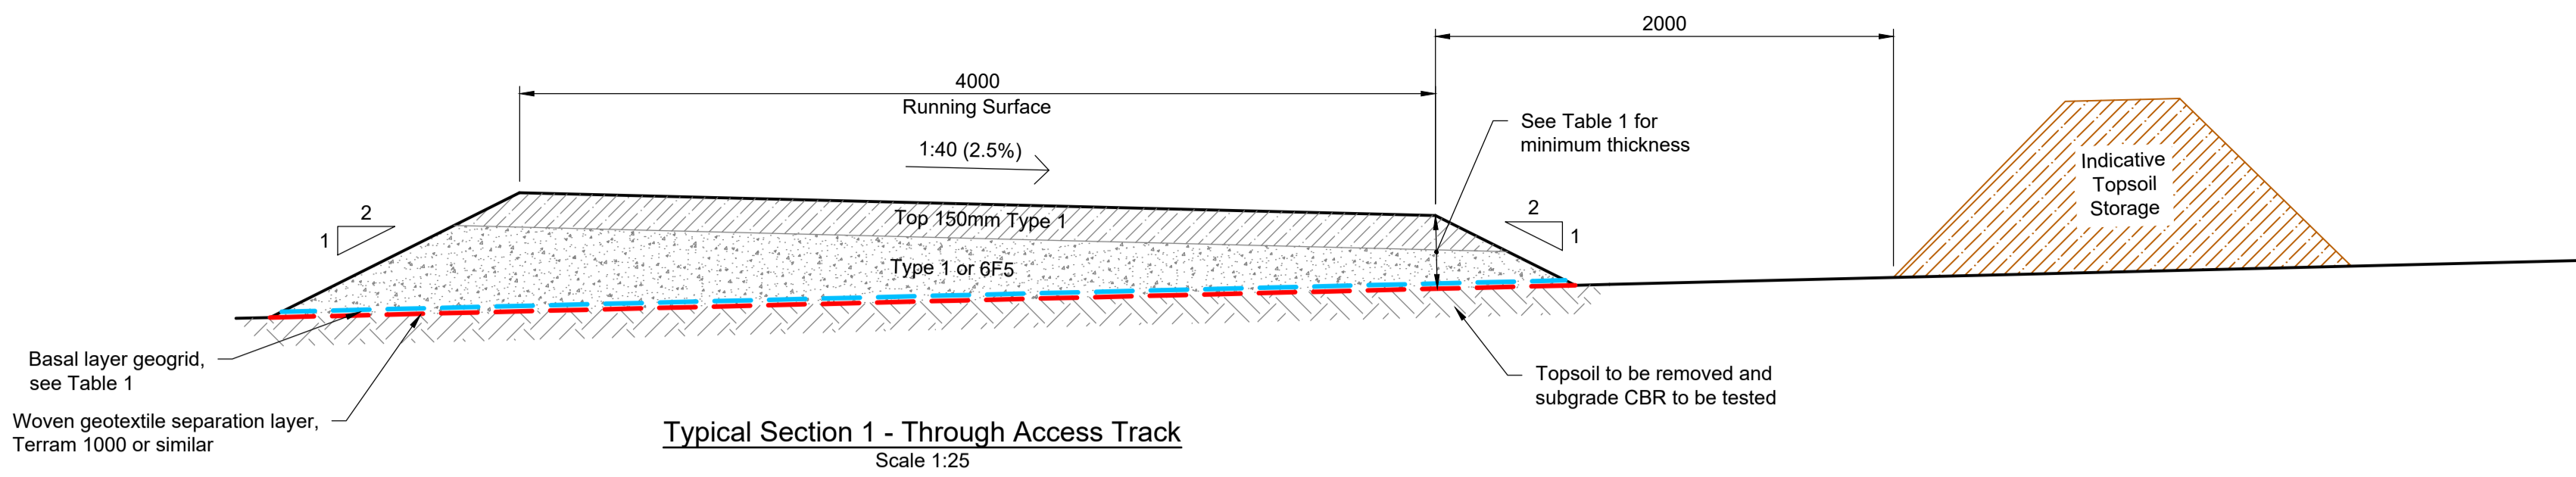 2000
4000
Running Surface
1:40 (2.5%)
See Table 1 for
minimum thickness
2
1
Top 150mm Type 1
2
1
Indicative
Topsoil
Storage
Type 1 or 6F5
Basal layer geogrid,
see Table 1
Woven geotextile separation layer,
Terram 1000 or similar
Topsoil to be removed and
subgrade CBR to be tested
Typical Section 1 - Through Access Track
Scale 1:25